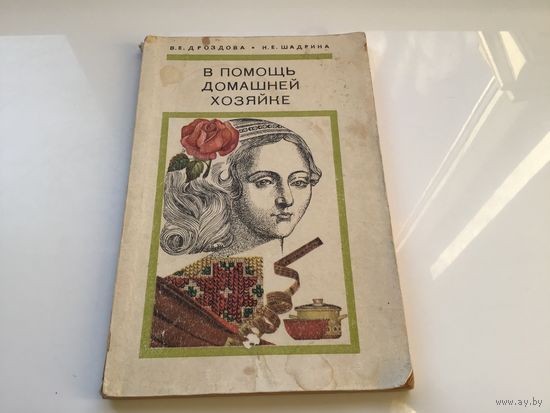 В.Е.ДРОЗДОВА • Н.Е.ШАДРИНА
В ПОМОЩЬ
ДОМАШНЕЙ
ХОЗЯЙКЕ
www.ay.by